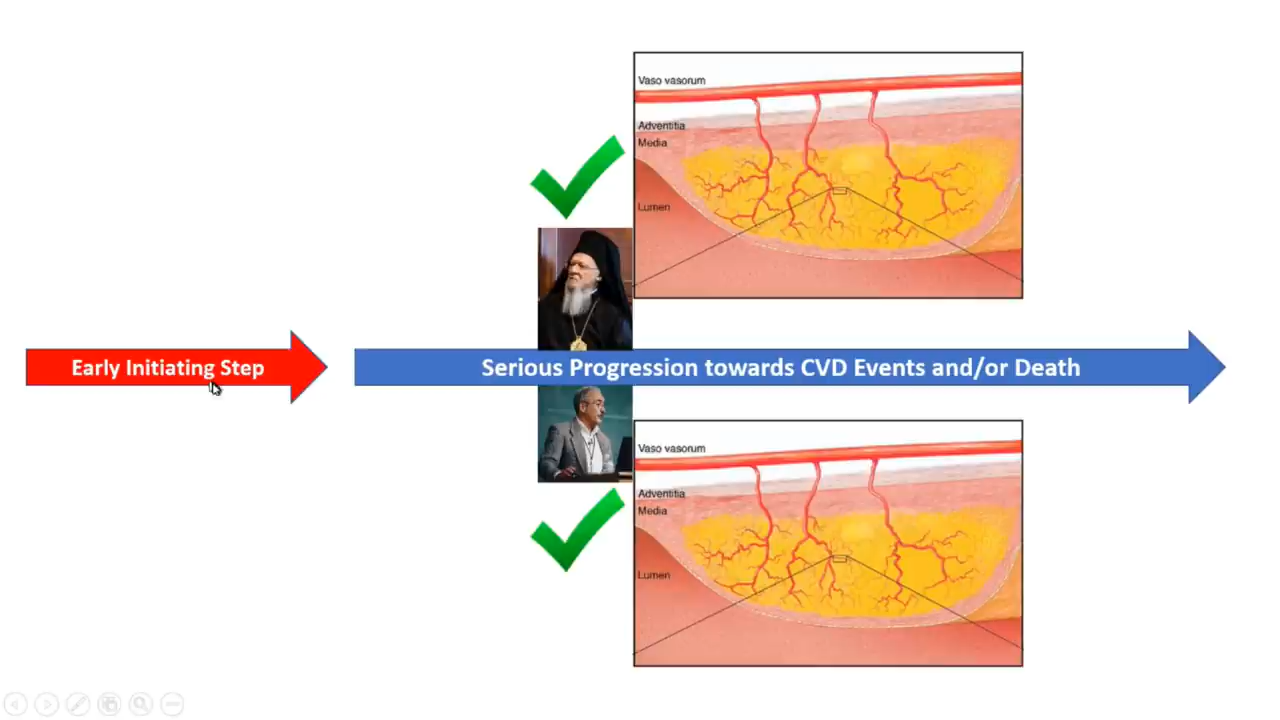 Vaso vasorum
Adventitia
Media
Lumen
Early Initiating Step
Serious Progression towards CVD Events and/or Death
Vaso vasorum
Adventitia
Media
Lumen